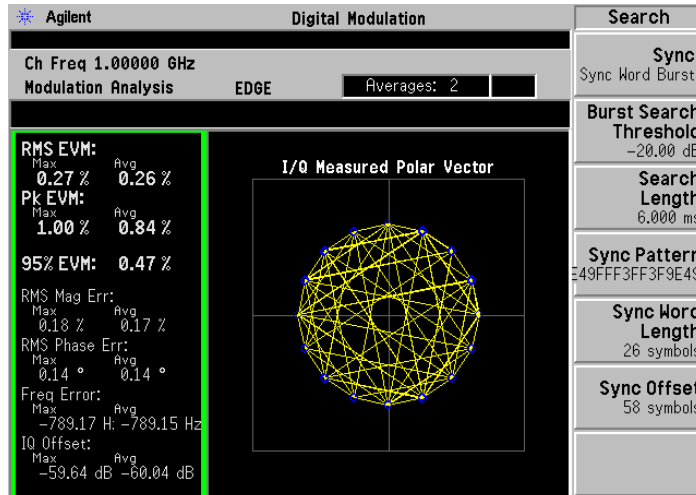 Agilent
Digital Modulation
Search
Ch Freq 1.00000 GHz
Modulation Analysis
EDGE
Averages: 2
Sync
Sync Word Burst
Burst Search
Threshold
-20.00 dB
Search
Length
6.000 ms
Sync Pattern
E49FFF3FF3F9E49
Sync Word
Length
26 symbols
Sync Offset
58 symbols
RMS EVM:
Max Avg
0.27 % 0.26 %
Pk EVM:
Max Avg
1.00 % 0.84 %
95% EVM: 0.47 %
RMS Mag Err:
Max Avg
0.18 % 0.17 %
RMS Phase Err:
Max Avg
0.14 ° 0.14 °
Freq Error:
Max Avg
-789.17 H: -789.15 Hz
IQ Offset:
Max Avg
-59.64 dB -60.04 dB
I/Q Measured Polar Vector